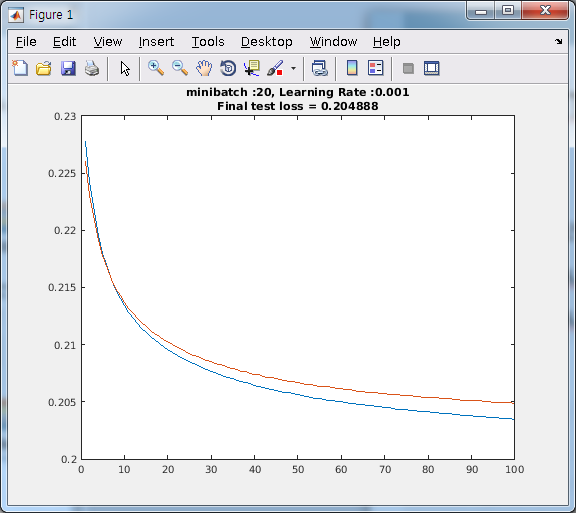 Figure 1
File Edit View Insert Tools Desktop Window Help
minibatch :20, Learning Rate :0.001
Final test loss = 0.204888
0.23
0.225
0.22
0.215
0.21
0.205
0.2
0 10 20 30 40 50 60 70 80 90 100